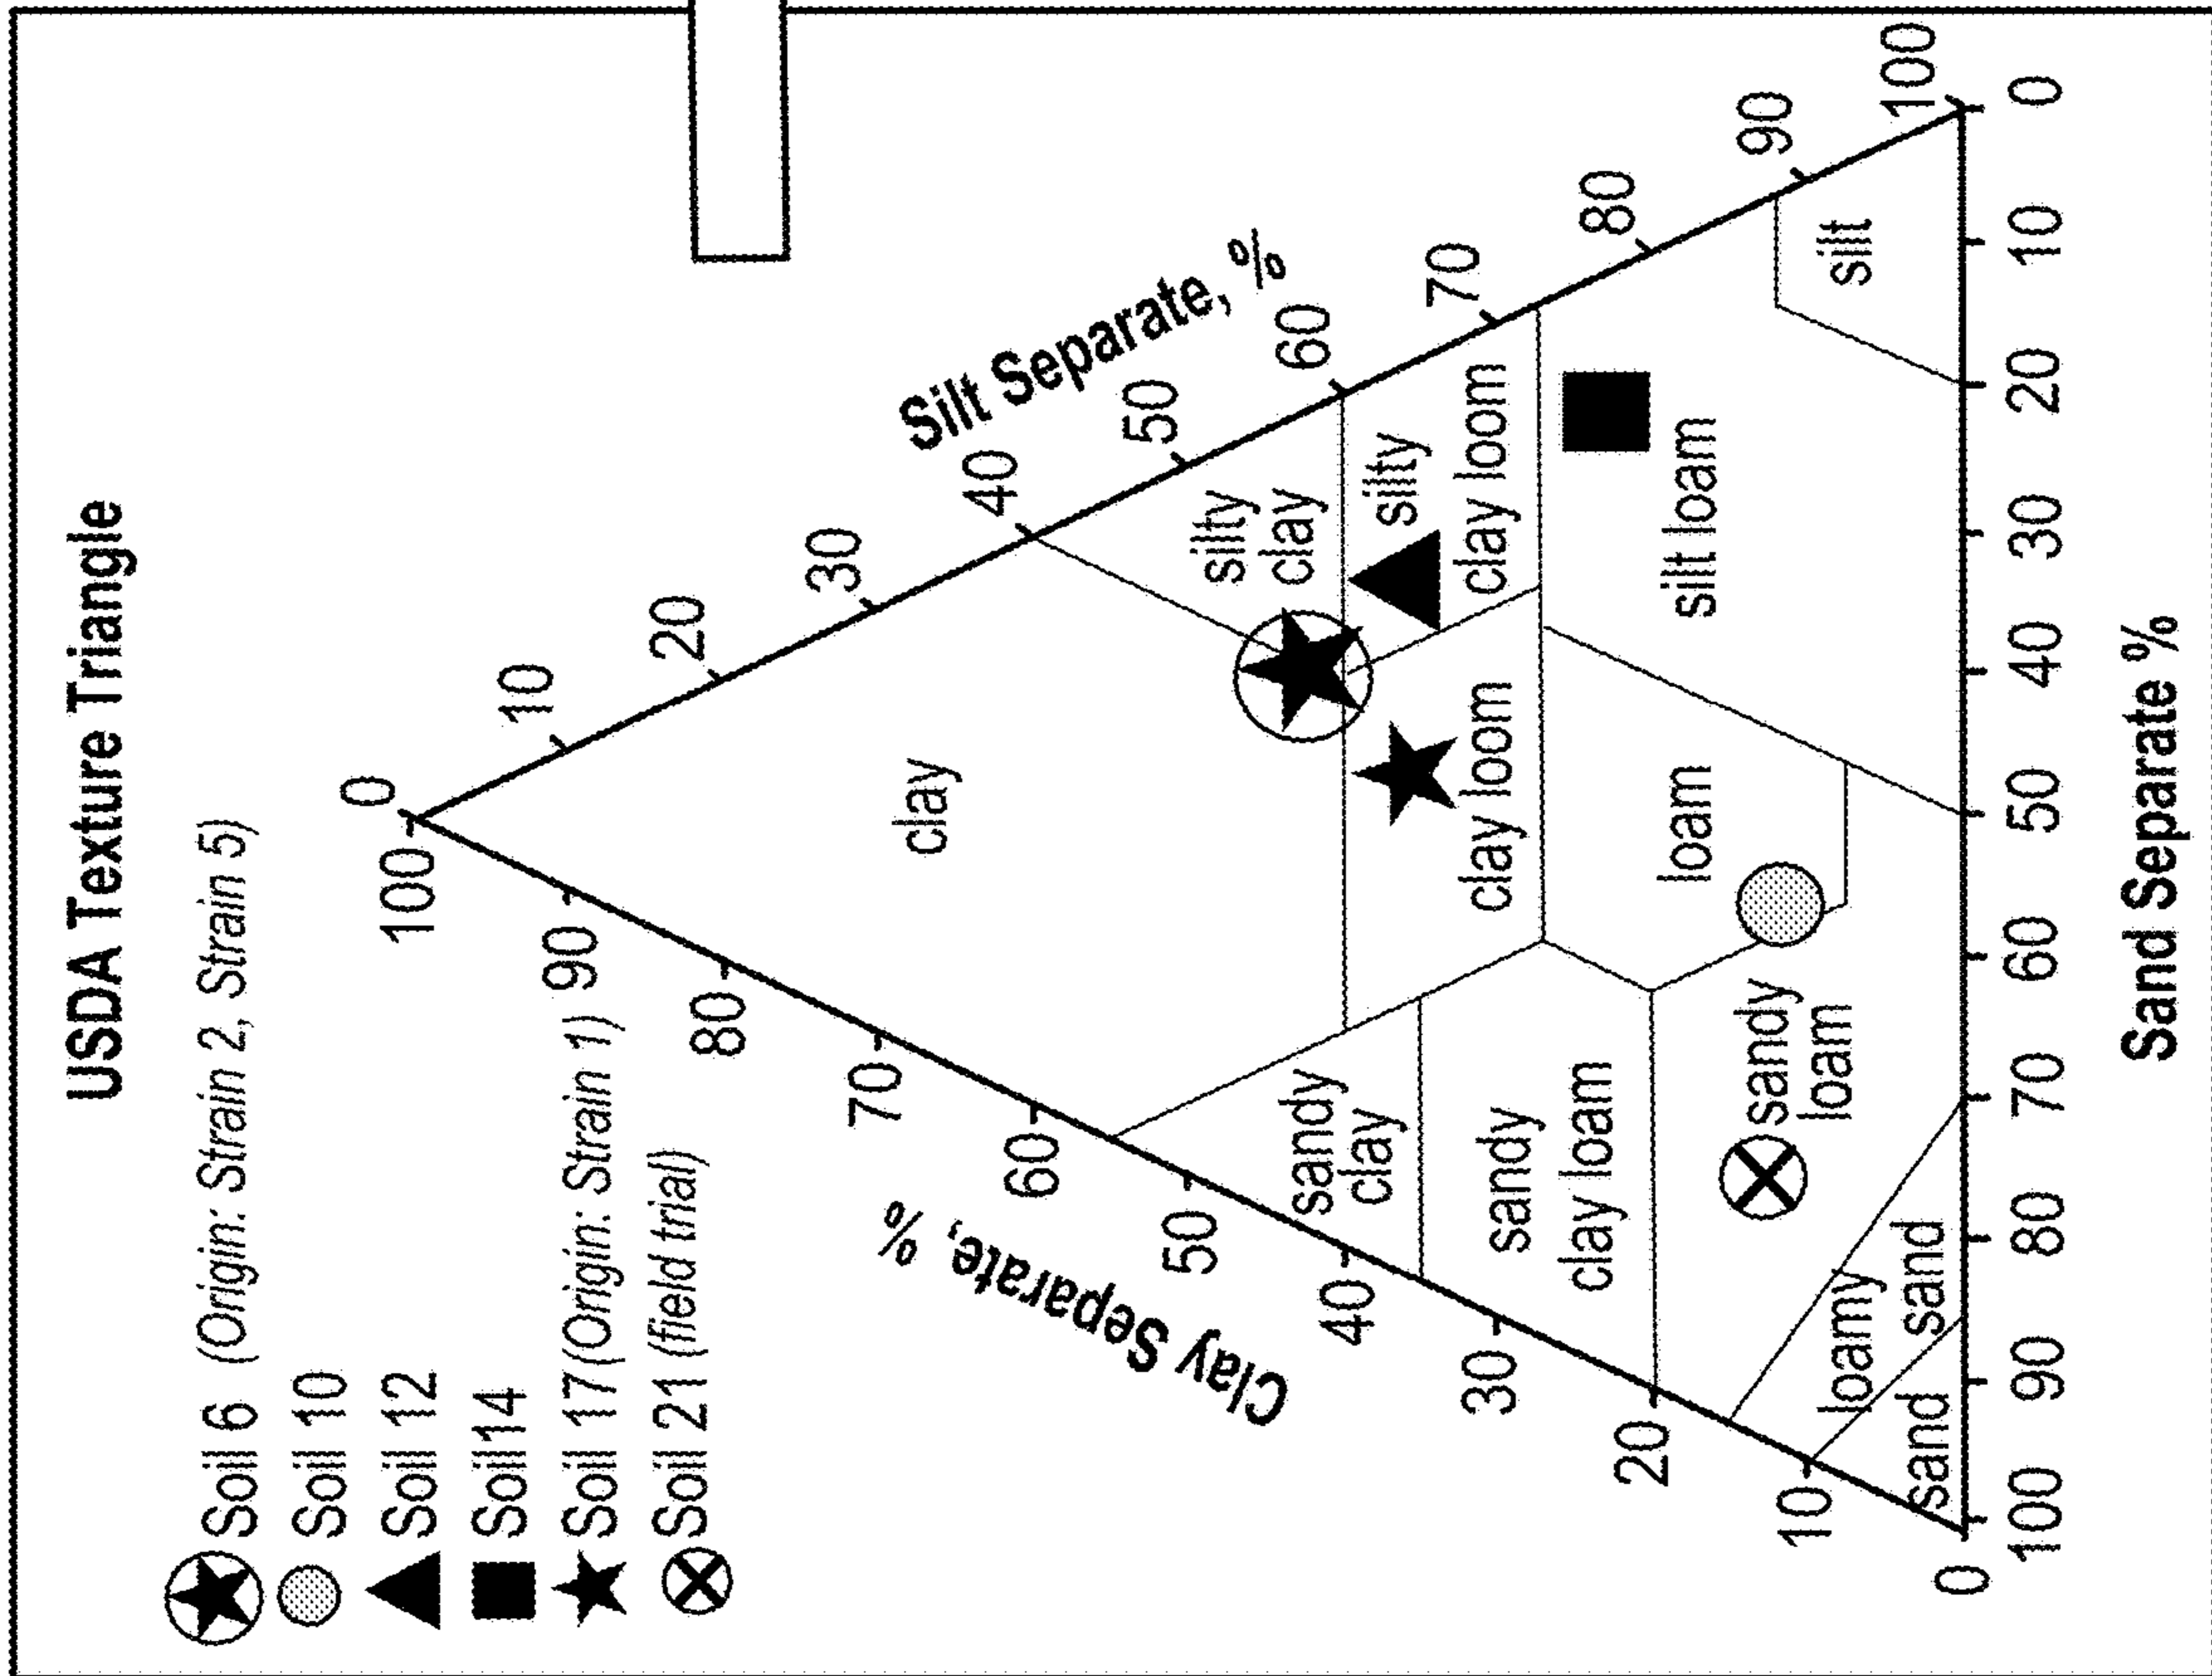 USDA Texture Triangle
Soil 6 (Origin: Strain 2, Strain 5)
Soil 10
Soil 12
Soil14
Soil 17 (Origin: Strain 1)
Soil 21 (field trial)
Clay Separate, %
100
90
80
70
60
50
40
30
20
10
0
Silt Separate, %
0
10
20
30
40
50
60
70
80
90
100
clay
silty
clay
sandy
clay
silty
clay loom
clay loom
sandy
clay loam
loam
silt loam
sandy
loam
silt
loamy
sand
sand
100
90
80
70
60
50
40
30
20
10
0
Sand Separate %